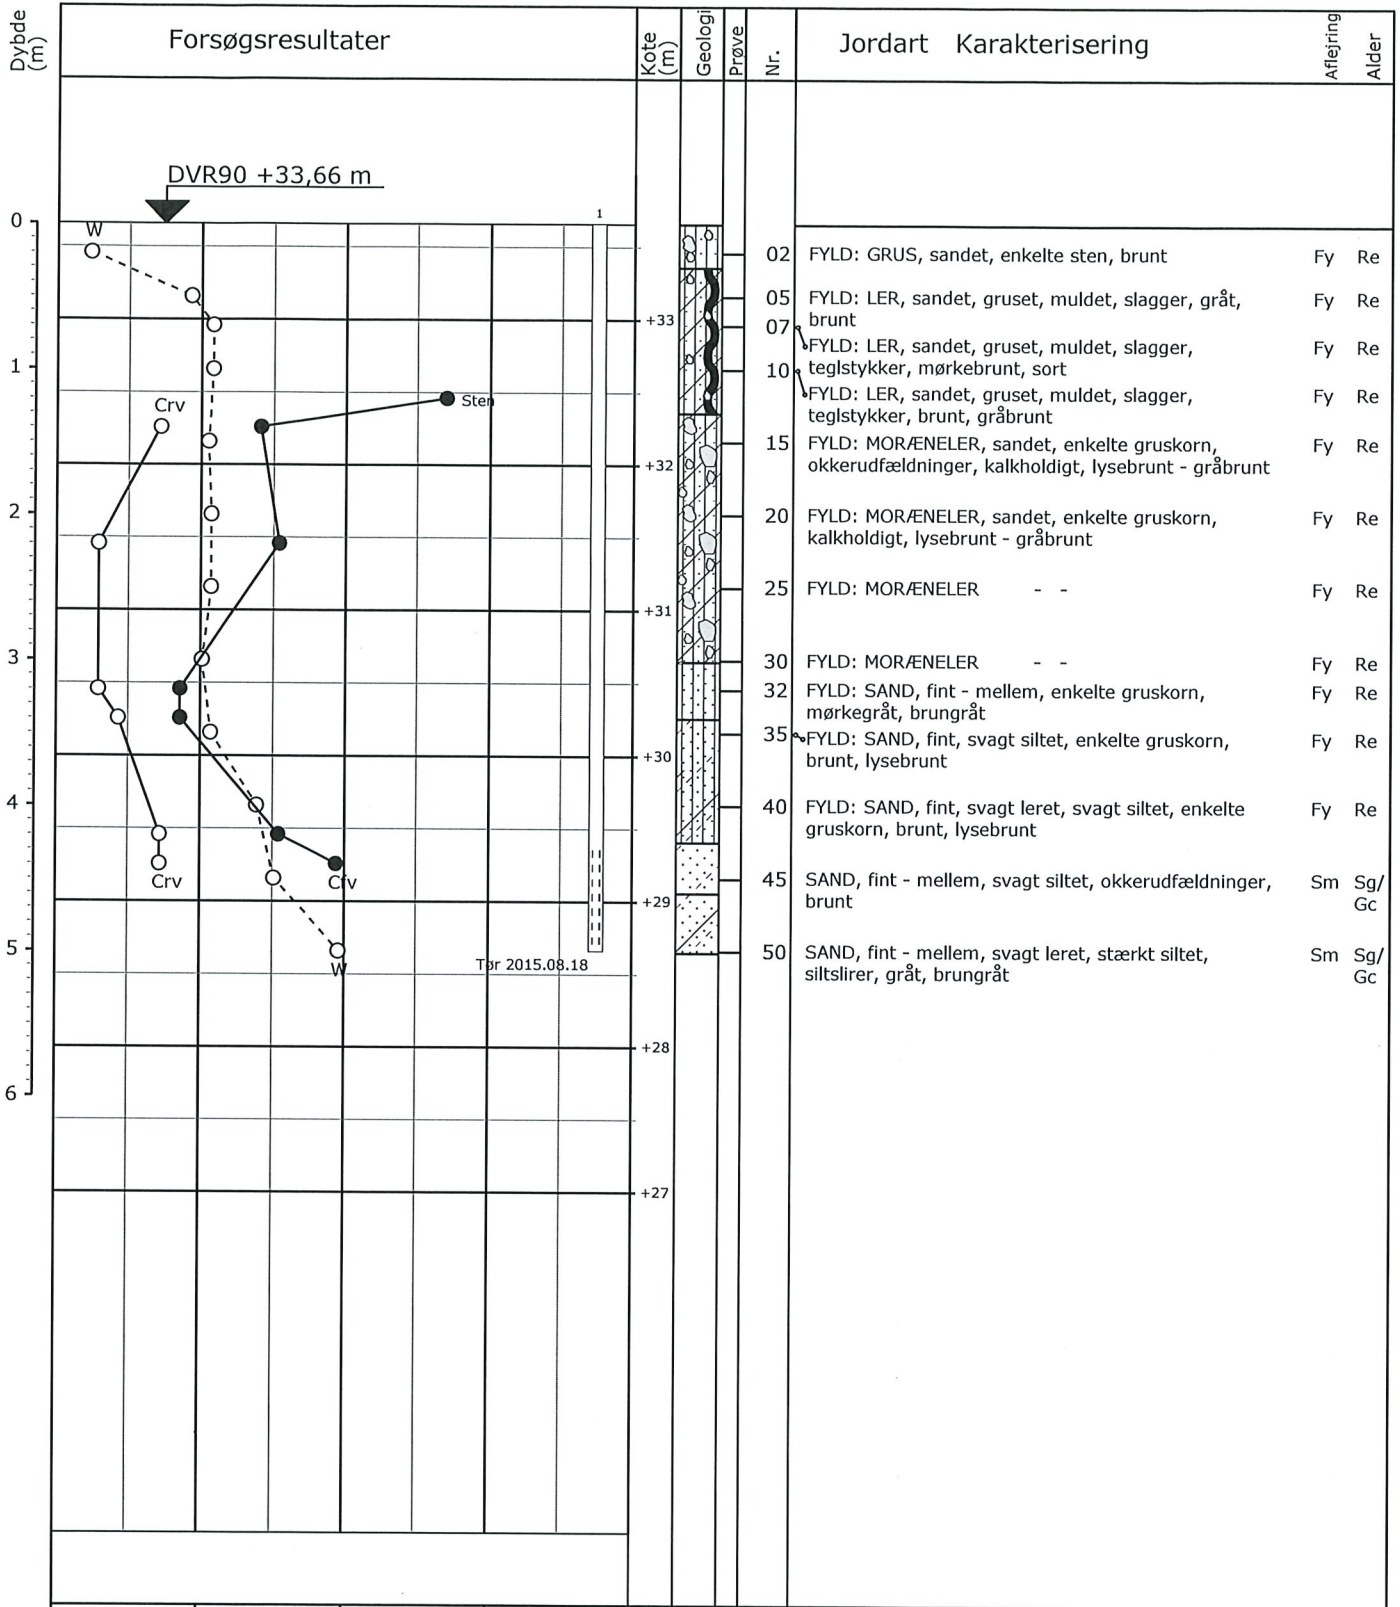 Dybde (m)
Forsøgsresultater
Kote (m)
Geologi
Prøve
Nr.
Jordart Karakterisering
Aflejring
Alder
DVR90 +33,66 m
0
1
2
3
4
5
6
W
Crv
Sten
Crv
Cfv
W
1
Tør 2015.08.18
+33
+32
+31
+30
+29
+28
+27
02 FYLD: GRUS, sandet, enkelte sten, brunt Fy Re
05 FYLD: LER, sandet, gruset, muldet, slagger, gråt, Fy Re
brunt
07 FYLD: LER, sandet, gruset, muldet, slagger, Fy Re
teglstykker, mørkebrunt, sort
10 FYLD: LER, sandet, gruset, muldet, slagger, Fy Re
teglstykker, brunt, gråbrunt
15 FYLD: MORÆNELER, sandet, enkelte gruskorn, Fy Re
okkerudfældninger, kalkholdigt, lysebrunt - gråbrunt
20 FYLD: MORÆNELER, sandet, enkelte gruskorn, Fy Re
kalkholdigt, lysebrunt - gråbrunt
25 FYLD: MORÆNELER - - Fy Re
30 FYLD: MORÆNELER - - Fy Re
32 FYLD: SAND, fint - mellem, enkelte gruskorn, Fy Re
mørkegråt, brungråt
35 FYLD: SAND, fint, svagt siltet, enkelte gruskorn, Fy Re
brunt, lysebrunt
40 FYLD: SAND, fint, svagt leret, svagt siltet, enkelte Fy Re
gruskorn, brunt, lysebrunt
45 SAND, fint - mellem, svagt siltet, okkerudfældninger, Sm Sg/
brunt Gc
50 SAND, fint - mellem, svagt leret, stærkt siltet, Sm Sg/
siltslirer, gråt, brungråt Gc